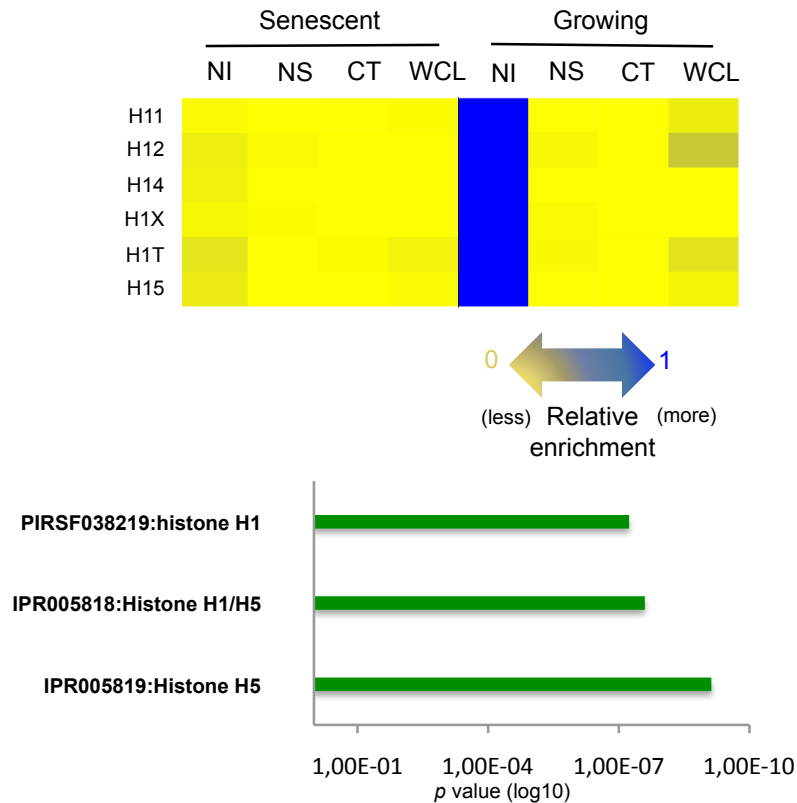 Senescent Growing
NI NS CT WCL NI NS CT WCL
H11
H12
H14
H1X
H1T
H15
0 1
(less) Relative (more)
enrichment
PIRSF038219:histone H1
IPR005818:Histone H1/H5
IPR005819:Histone H5
1,00E-01 1,00E-04 1,00E-07 1,00E-10
p value (log10)